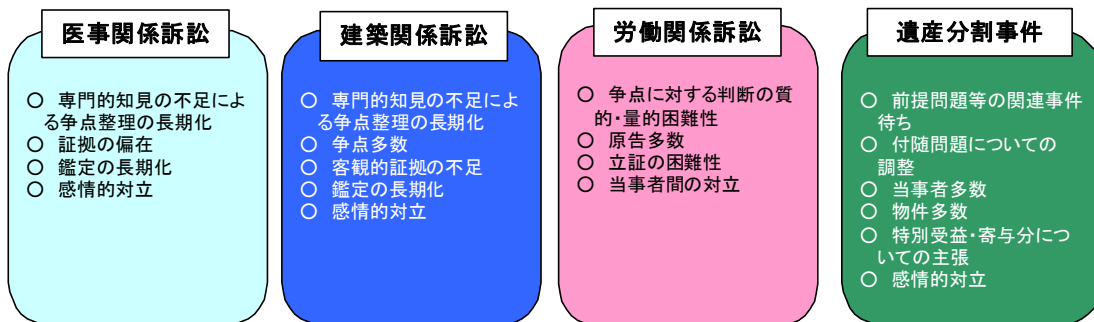 医事関係訴訟
○ 専門的知見の不足によ
る争点整理の長期化
○ 証拠の偏在
○ 鑑定の長期化
○ 感情的対立
建築関係訴訟
○ 専門的知見の不足によ
る争点整理の長期化
○ 争点多数
○ 客観的証拠の不足
○ 鑑定の長期化
○ 感情的対立
労働関係訴訟
○ 争点に対する判断の質
的・量的困難性
○ 原告多数
○ 立証の困難性
○ 当事者間の対立
遺産分割事件
○ 前提問題等の関連事件
待ち
○ 付随問題についての
調整
○ 当事者多数
○ 物件多数
○ 特別受益・寄与分につ
いての主張
○ 感情的対立